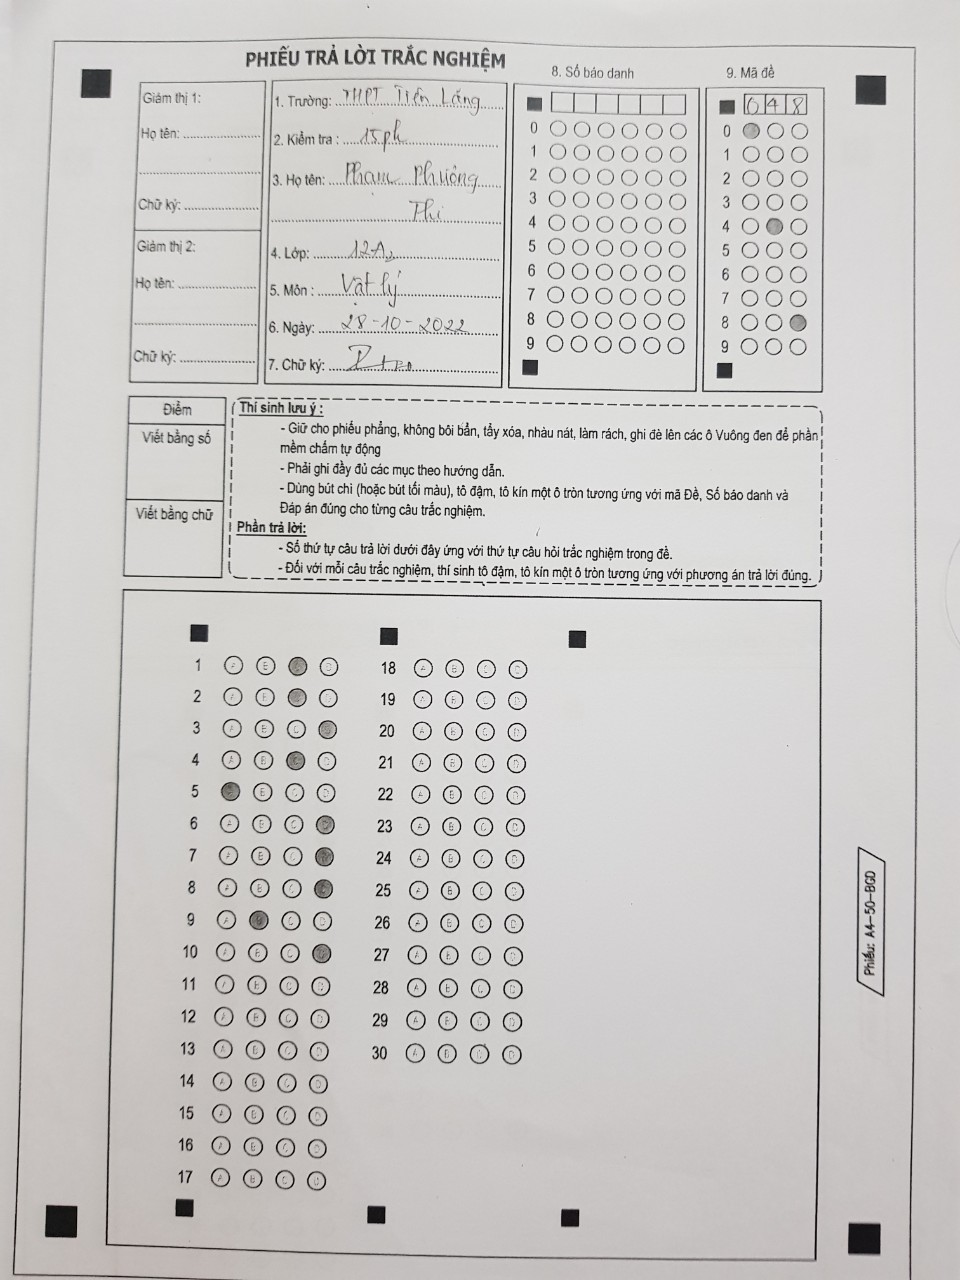 PHIẾU TRẢ LỜI TRẮC NGHIỆM
Giám thị 1:
Họ tên:
Chữ ký:
Giám thị 2:
Họ tên:
Chữ ký:
1. Trường: THPT Tiên Lãng
2. Kiểm tra : 15ph
3. Họ tên: Phạm Phương
Thi
4. Lớp: 12A
5. Môn : Vật lý
6. Ngày: 28-10-2022
7. Chữ ký:
8. Số báo danh
0
1
2
3
4
5
6
7
8
9
9. Mã đề
0 4 8
0
1
2
3
4
5
6
7
8
9
Điểm
Viết bằng số
Viết bằng chữ
Thí sinh lưu ý :
- Giữ cho phiếu phẳng, không bôi bẩn, tẩy xóa, nhàu nát, làm rách, ghi đè lên các ô Vuông đen để phần
mềm chấm tự động
- Phải ghi đầy đủ các mục theo hướng dẫn.
- Dùng bút chì (hoặc bút tối màu), tô đậm, tô kín một ô tròn tương ứng với mã Đề, Số báo danh và
Đáp án đúng cho từng câu trắc nghiệm.
Phần trả lời:
- Số thứ tự câu trả lời dưới đây ứng với thứ tự câu hỏi trắc nghiệm trong đề.
- Đối với mỗi câu trắc nghiệm, thí sinh tô đậm, tô kín một ô tròn tương ứng với phương án trả lời đúng.
1 A B D
2 A B D
3 A B C
4 A B D
5 B C D
6 A B C
7 A B C
8 A B C
9 A C D
10 A B C
11 A B C D
12 A B C D
13 A B C D
14 A B C D
15 A B C D
16 A B C D
17 A B C D
18 A B C D
19 A B C D
20 A B C D
21 A B C D
22 A B C D
23 A B C D
24 A B C D
25 A B C D
26 A B C D
27 A B C D
28 A B C D
29 A B C D
30 A B C D
Phiếu: A4-50-BGD